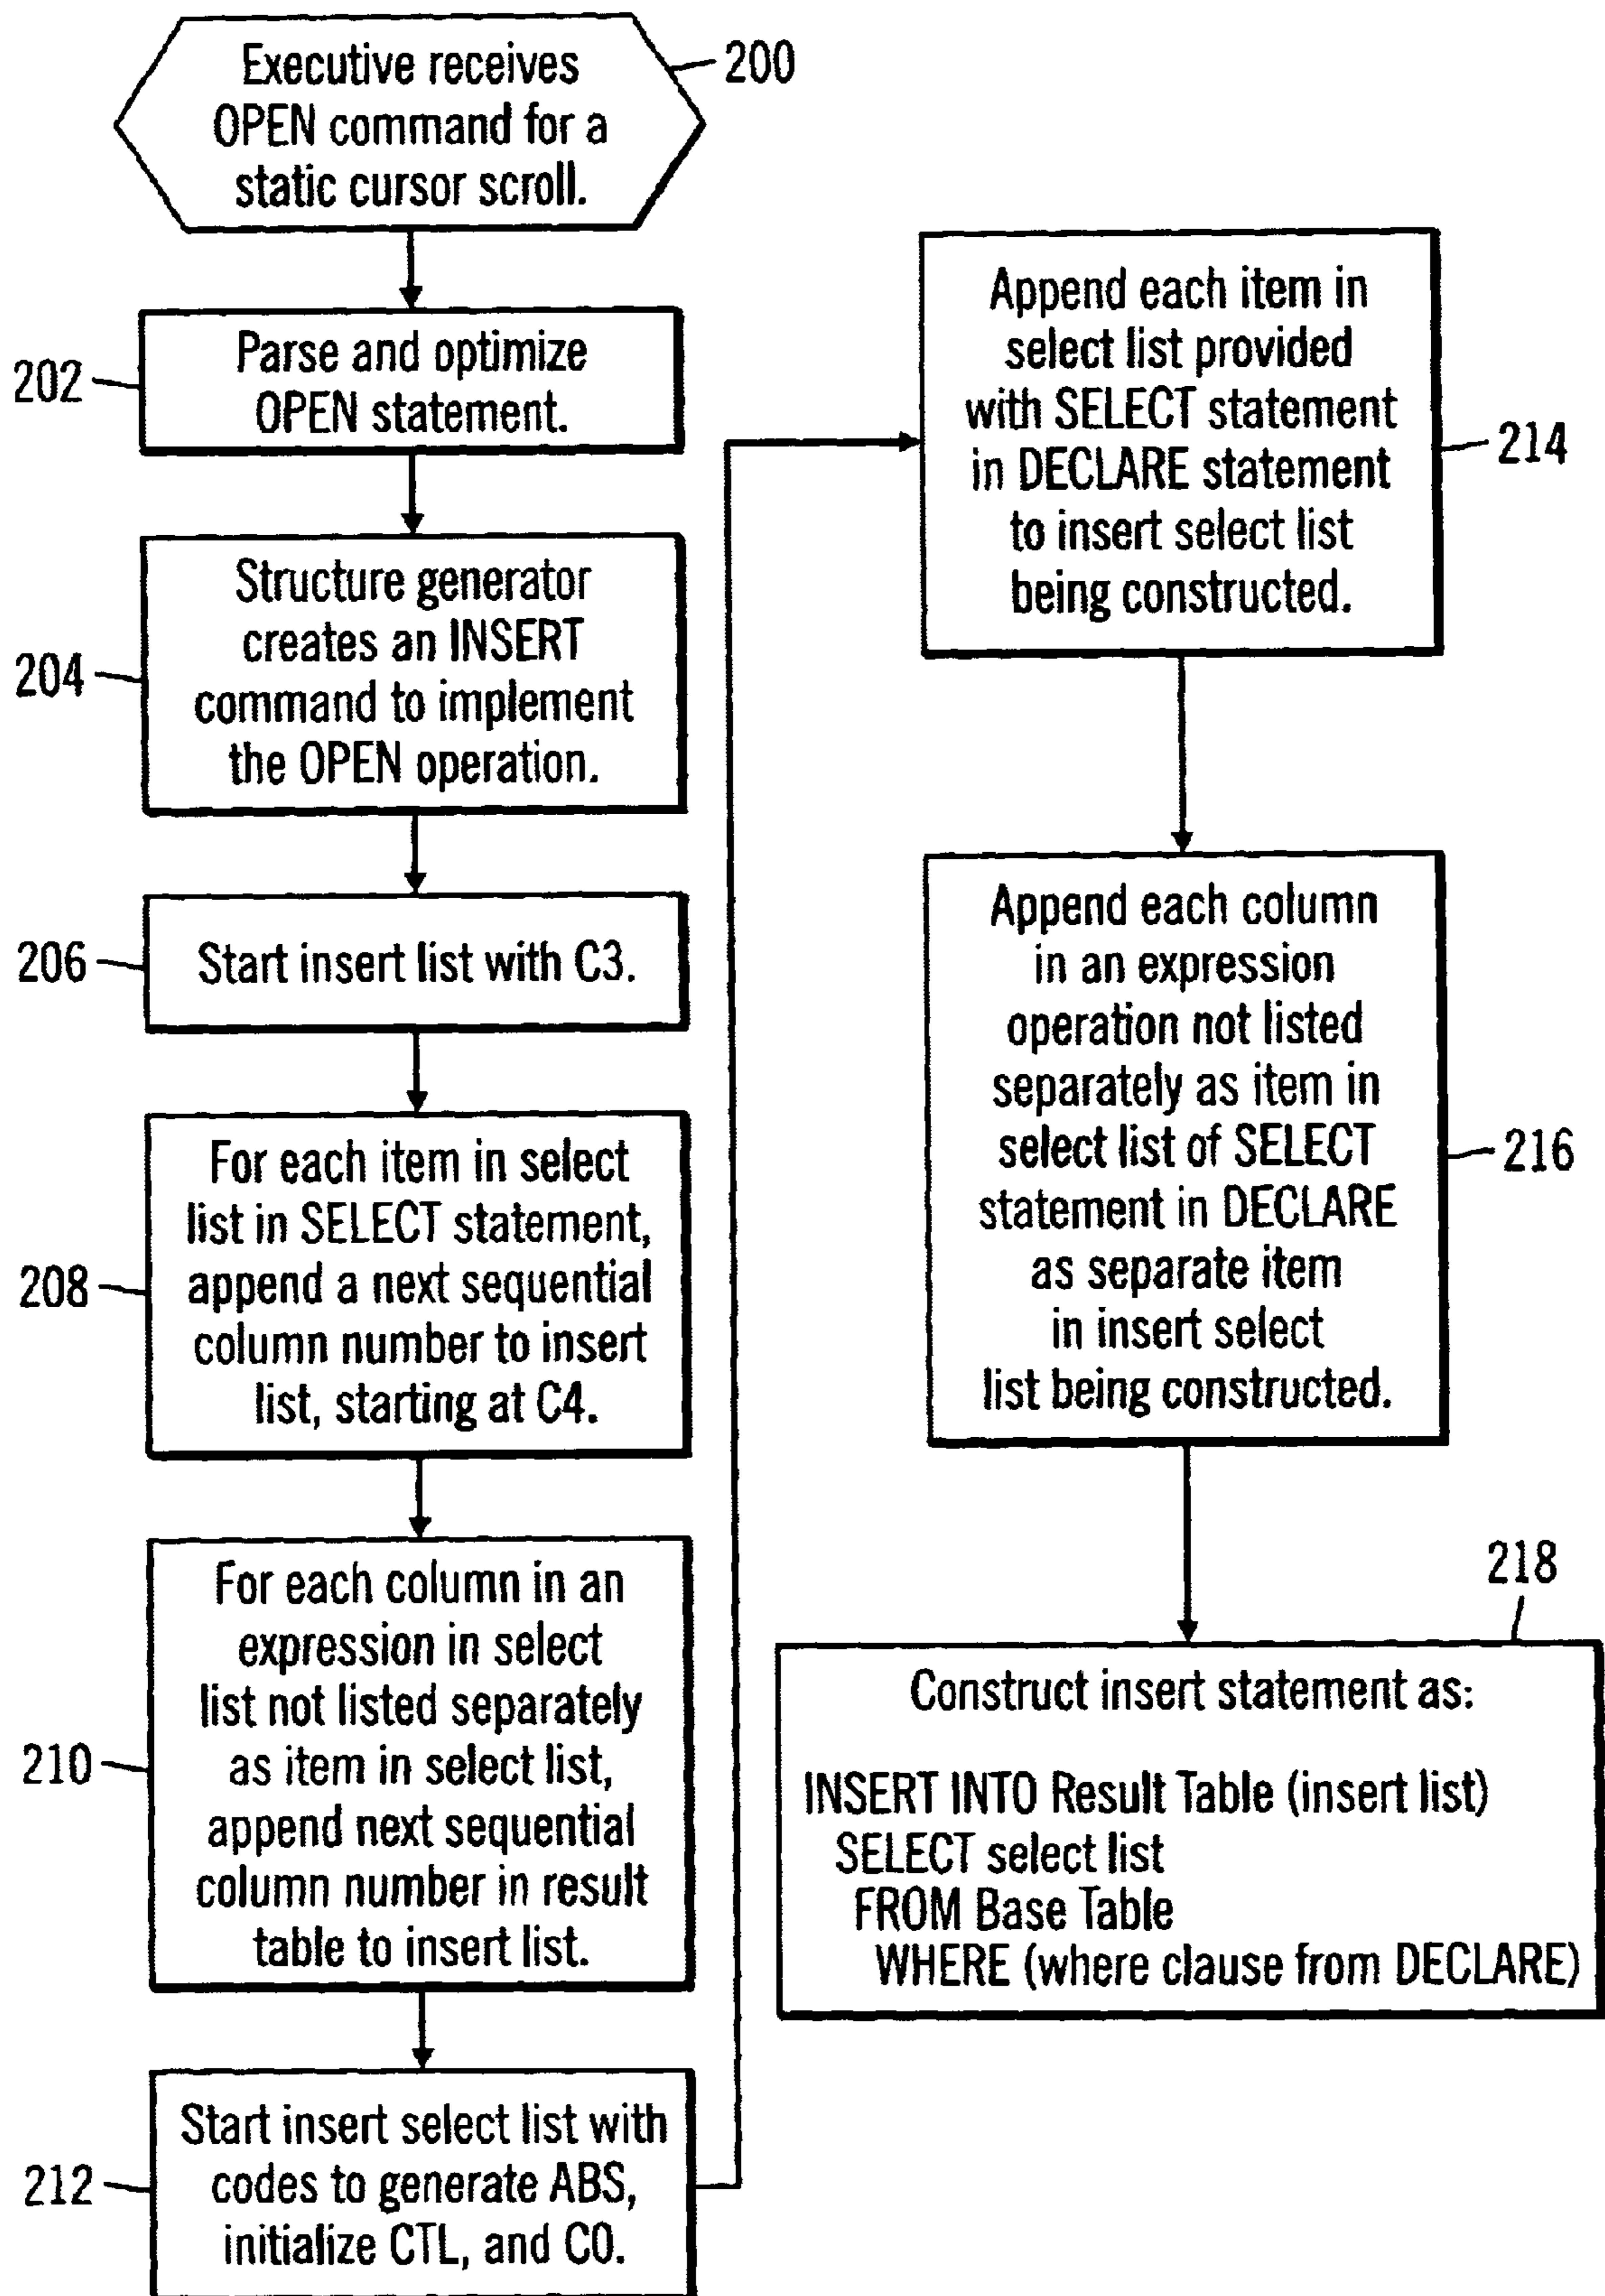 Executive receives
OPEN command for a
static cursor scroll.
200
202
Parse and optimize
OPEN statement.
204
Structure generator
creates an INSERT
command to implement
the OPEN operation.
206
Start insert list with C3.
208
For each item in select
list in SELECT statement,
append a next sequential
column number to insert
list, starting at C4.
210
For each column in an
expression in select
list not listed separately
as item in select list,
append next sequential
column number in result
table to insert list.
212
Start insert select list with
codes to generate ABS,
initialize CTL, and C0.
Append each item in
select list provided
with SELECT statement
in DECLARE statement
to insert select list
being constructed.
214
Append each column
in an expression
operation not listed
separately as item in
select list of SELECT
statement in DECLARE
as separate item
in insert select
list being constructed.
216
218
Construct insert statement as:
INSERT INTO Result Table (insert list)
SELECT select list
FROM Base Table
WHERE (where clause from DECLARE)